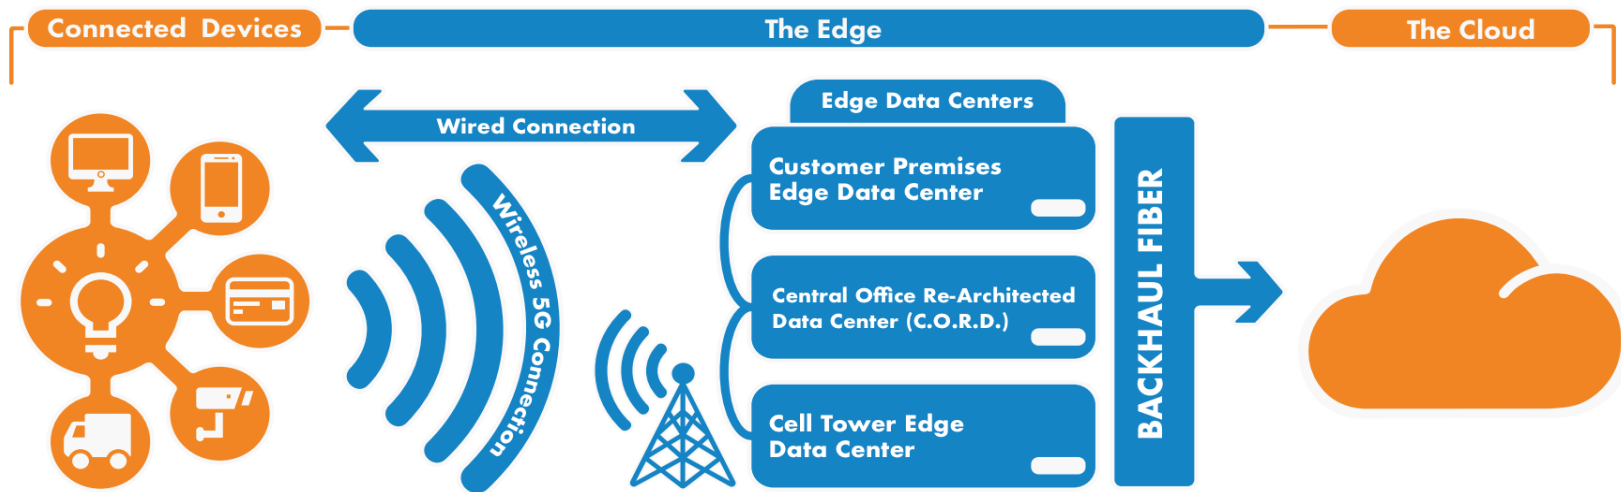 Connected Devices
The Edge
The Cloud
Wired Connection
Wireless 5G Connection
Edge Data Centers
Customer Premises
Edge Data Center
Central Office Re-Architected
Data Center (C.O.R.D.)
Cell Tower Edge
Data Center
BACKHAUL FIBER